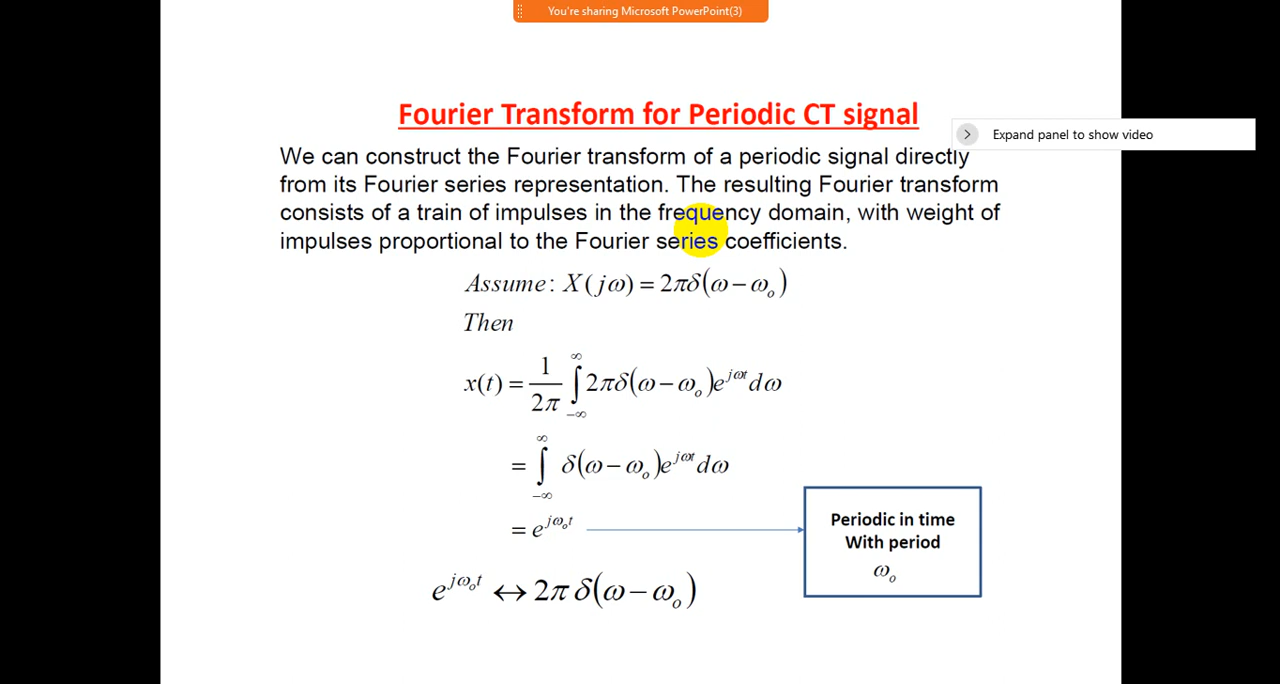 You're sharing Microsoft PowerPoint(3)
Fourier Transform for Periodic CT signal
Expand panel to show video
We can construct the Fourier transform of a periodic signal directly
from its Fourier series representation. The resulting Fourier transform
consists of a train of impulses in the frequency domain, with weight of
impulses proportional to the Fourier series coefficients.
Assume: X(jω) = 2πδ(ω−ωₒ)
Then
x(t) = 1/2π ∫_{−∞}^{∞} 2πδ(ω−ωₒ)e^{jωt}dω
= ∫_{−∞}^{∞} δ(ω−ωₒ)e^{jωt}dω
= e^{jωₒt}
Periodic in time
With period
ωₒ
e^{jωₒt} ↔ 2π δ(ω−ωₒ)